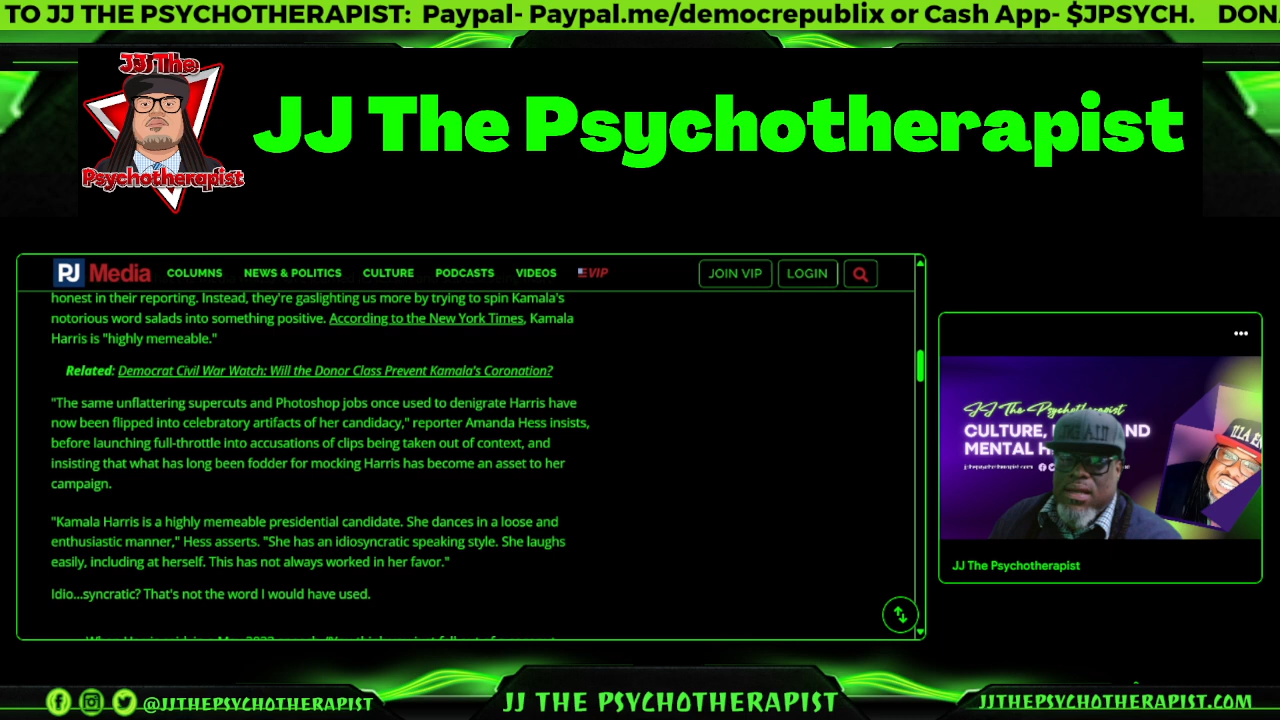 TO JJ THE PSYCHOTHERAPIST: Paypal- Paypal.me/democrepublix or Cash App- $JPSYCH. DON
JJ The
Psychotherapist
JJ The Psychotherapist
PJ Media COLUMNS NEWS & POLITICS CULTURE PODCASTS VIDEOS VIP JOIN VIP LOGIN
honest in their reporting. Instead, they're gaslighting us more by trying to spin Kamala's
notorious word salads into something positive. According to the New York Times, Kamala
Harris is "highly memeable."
Related: Democrat Civil War Watch: Will the Donor Class Prevent Kamala's Coronation?
"The same unflattering supercuts and Photoshop jobs once used to denigrate Harris have
now been flipped into celebratory artifacts of her candidacy," reporter Amanda Hess insists,
before launching full-throttle into accusations of clips being taken out of context, and
insisting that what has long been fodder for mocking Harris has become an asset to her
campaign.
"Kamala Harris is a highly memeable presidential candidate. She dances in a loose and
enthusiastic manner," Hess asserts. "She has an idiosyncratic speaking style. She laughs
easily, including at herself. This has not always worked in her favor."
Idio...syncratic? That's not the word I would have used.
JJ The Psychotherapist
CULTURE, ND
MENTAL H
JJ The Psychotherapist
@JJTHEPSYCHOTHERAPIST
JJ THE PSYCHOTHERAPIST
JJTHEPSYCHOTHERAPIST.COM